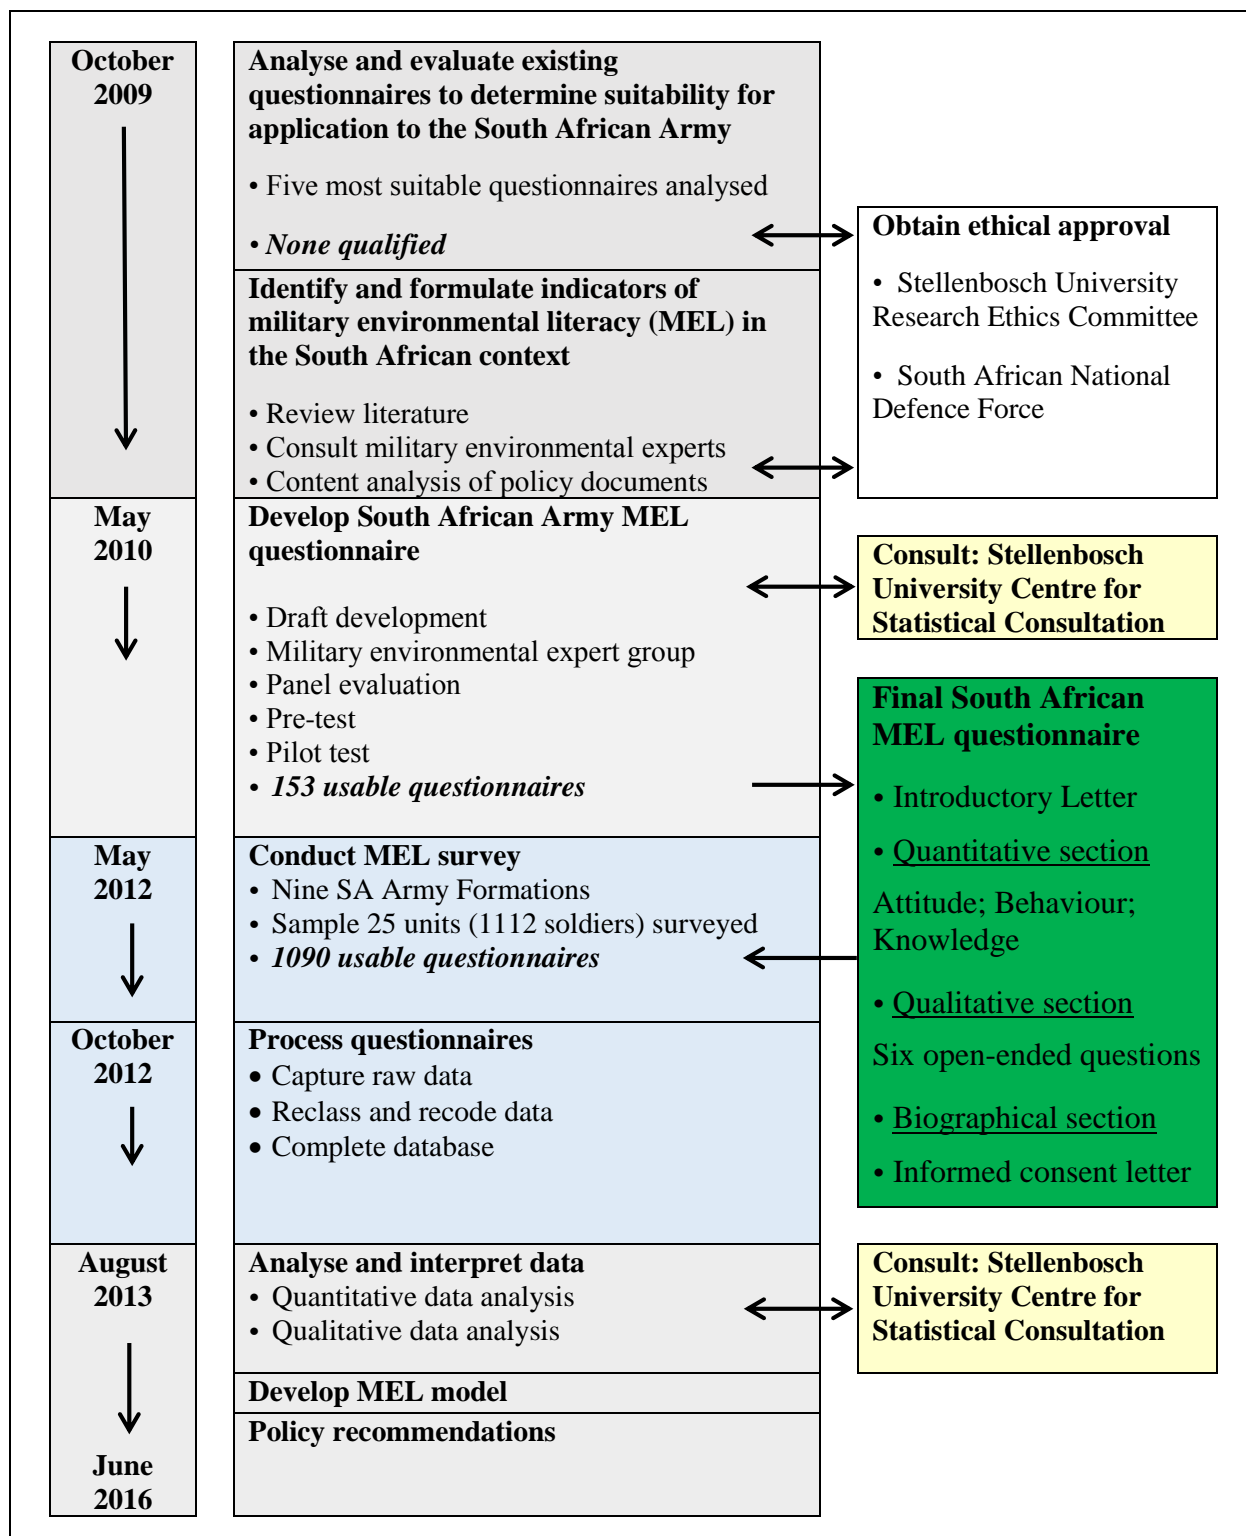 October
2009
Analyse and evaluate existing
questionnaires to determine suitability for
application to the South African Army
• Five most suitable questionnaires analysed
• None qualified
Obtain ethical approval
• Stellenbosch University
Research Ethics Committee
• South African National
Defence Force
Identify and formulate indicators of
military environmental literacy (MEL) in
the South African context
• Review literature
• Consult military environmental experts
• Content analysis of policy documents
May
2010
Develop South African Army MEL
questionnaire
• Draft development
• Military environmental expert group
• Panel evaluation
• Pre-test
• Pilot test
• 153 usable questionnaires
Consult: Stellenbosch
University Centre for
Statistical Consultation
Final South African
MEL questionnaire
• Introductory Letter
• Quantitative section
Attitude; Behaviour;
Knowledge
• Qualitative section
Six open-ended questions
• Biographical section
• Informed consent letter
May
2012
Conduct MEL survey
• Nine SA Army Formations
• Sample 25 units (1112 soldiers) surveyed
• 1090 usable questionnaires
October
2012
Process questionnaires
• Capture raw data
• Reclass and recode data
• Complete database
August
2013
Analyse and interpret data
• Quantitative data analysis
• Qualitative data analysis
Consult: Stellenbosch
University Centre for
Statistical Consultation
Develop MEL model
Policy recommendations
June
2016